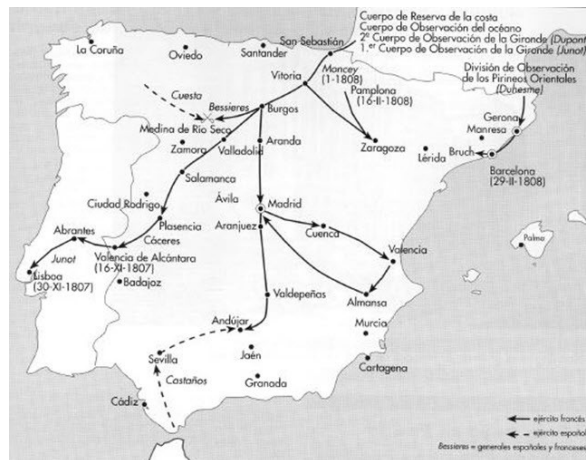 Cuerpo de Reserva de la costa
Cuerpo de Observación del océano
2º Cuerpo de Observación de la Gironde (Dupont)
1.er Cuerpo de Observación de la Gironde (Junot)
La Coruña
Oviedo
Santander
San Sebastián
División de Observación
de los Pirineos Orientales
(Duhesme)
Vitoria
Moncey
(1-1808)
Pamplona
(16-II-1808)
Cuesta
Bessieres
Burgos
Gerona
Manresa
Medina de Rio Seco
Zamora
Valladolid
Aranda
Zaragoza
Lérida
Bruch
Barcelona
(29-II-1808)
Salamanca
Ciudad Rodrigo
Ávila
Madrid
Plasencia
Aranjuez
Cuenca
Abrantes
Cáceres
Valencia
Palma
Junot
Valencia de Alcántara
(16-XI-1807)
Lisboa
(30-XI-1807)
Badajoz
Valdepeñas
Almansa
Andújar
Murcia
Sevilla
Jaén
Cartagena
Castaños
Granada
Cádiz
ejército francés
ejército español
Bessieres = generales españoles y franceses